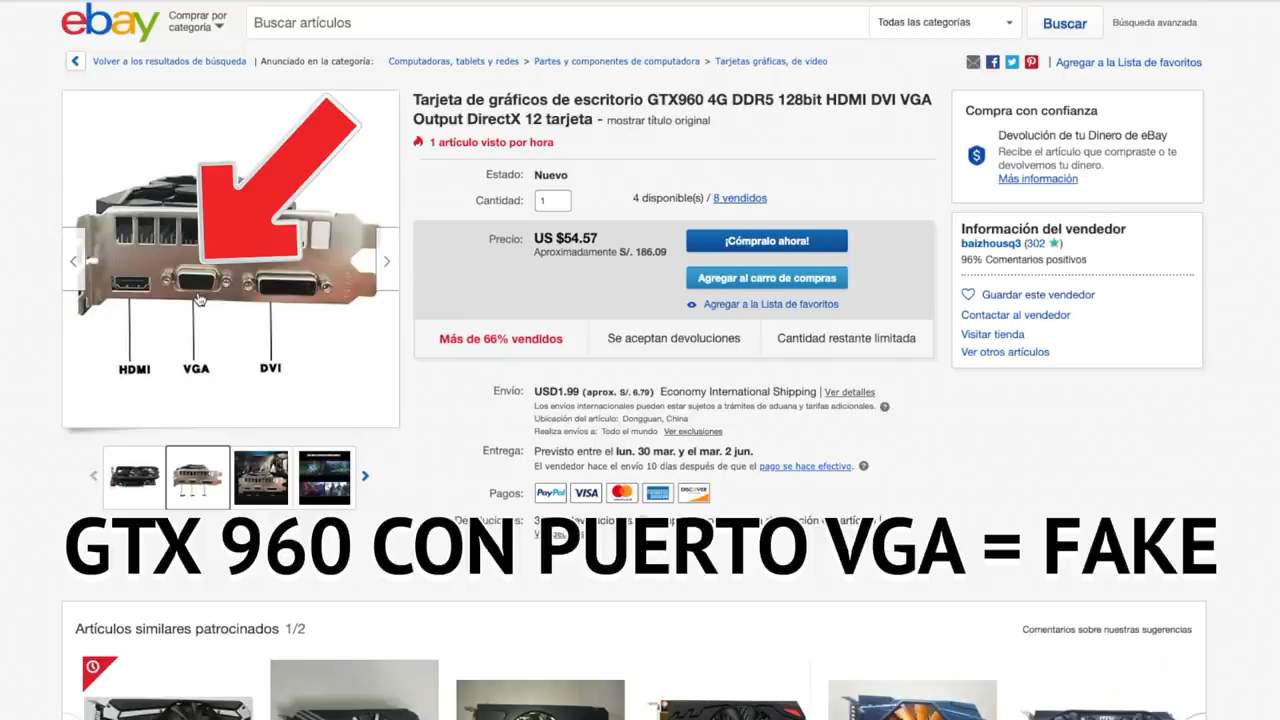 ebay
Comprar por
categoría
Buscar artículos
Todas las categorías
Buscar
Búsqueda avanzada
Volver a los resultados de búsqueda | Anunciado en la categoría: Computadoras, tablets y redes > Partes y componentes de computadora > Tarjetas gráficas, de video
| Agregar a la Lista de favoritos
Tarjeta de gráficos de escritorio GTX960 4G DDR5 128bit HDMI DVI VGA
Output DirectX 12 tarjeta - mostrar título original
1 artículo visto por hora
Estado: Nuevo
Cantidad: 1
4 disponible(s) / 8 vendidos
Precio: US $54.57
Aproximadamente S/. 186.09
¡Cómpralo ahora!
Agregar al carro de compras
Agregar a la Lista de favoritos
Más de 66% vendidos
Se aceptan devoluciones
Cantidad restante limitada
HDMI
VGA
DVI
Envío: USD1.99 (aprox. S/. 6.79) Economy International Shipping | Ver detalles
Los envíos internacionales pueden estar sujetos a trámites de aduana y tarifas adicionales.
Ubicación del artículo: Dongguan, China
Realiza envíos a: Todo el mundo Ver exclusiones
Entrega: Previsto entre el lun. 30 mar. y el mar. 2 jun.
El vendedor hace el envío 10 días después de que el pago se hace efectivo.
Pagos: PayPal VISA
DISCOVER
Compra con confianza
Devolución de tu Dinero de eBay
Recibe el artículo que compraste o te
devolvemos tu dinero.
Más información
Información del vendedor
baizhousq3 (302)
96% Comentarios positivos
Guardar este vendedor
Contactar al vendedor
Visitar tienda
Ver otros artículos
GTX 960 CON PUERTO VGA = FAKE
Artículos similares patrocinados 1/2
Comentarios sobre nuestras sugerencias